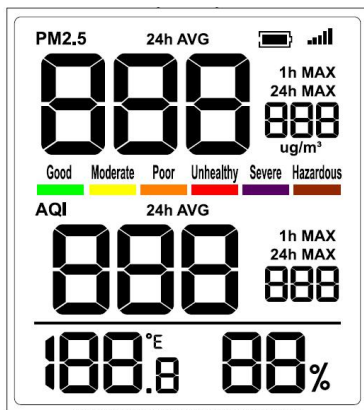 PM2.5 24h AVG
1h MAX
24h MAX
888 888
ug/m³
Good Moderate Poor Unhealthy Severe Hazardous
AQI 24h AVG
1h MAX
24h MAX
888 888
188.8 °E 88%